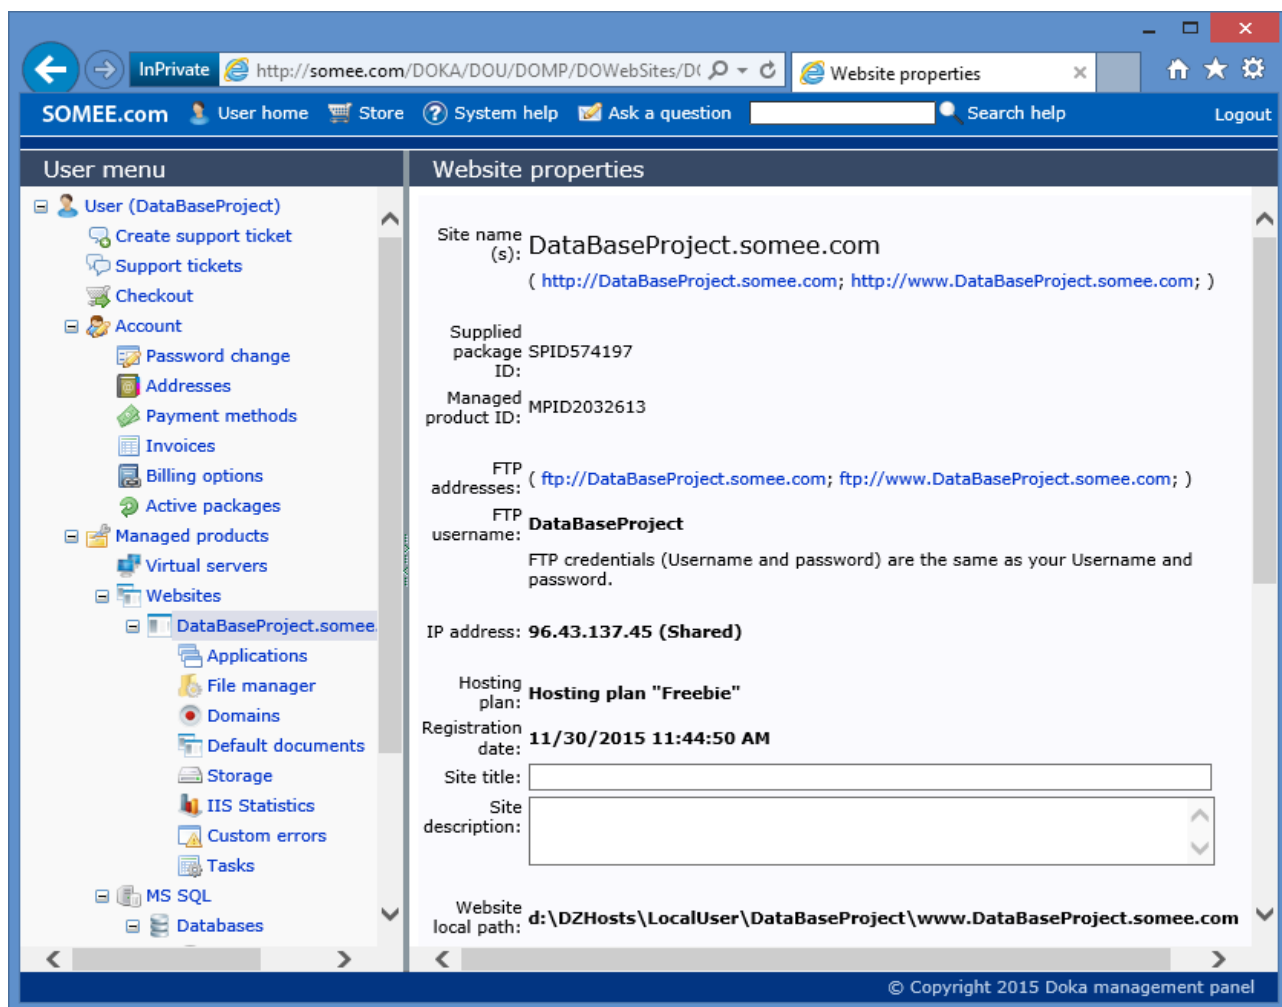 InPrivate
http://somee.com/DOKA/DOU/DOMP/DOWebSites/D
Website properties
SOMEE.com User home Store System help Ask a question Search help Logout
User menu
User (DataBaseProject)
Create support ticket
Support tickets
Checkout
Account
Password change
Addresses
Payment methods
Invoices
Billing options
Active packages
Managed products
Virtual servers
Websites
DataBaseProject.somee.
Applications
File manager
Domains
Default documents
Storage
IIS Statistics
Custom errors
Tasks
MS SQL
Databases
Website properties
Site name
(s): DataBaseProject.somee.com
( http://DataBaseProject.somee.com; http://www.DataBaseProject.somee.com; )
Supplied
package SPID574197
ID:
Managed
product ID: MPID2032613
FTP
addresses: ( ftp://DataBaseProject.somee.com; ftp://www.DataBaseProject.somee.com; )
FTP
username: DataBaseProject
FTP credentials (Username and password) are the same as your Username and
password.
IP address: 96.43.137.45 (Shared)
Hosting
plan: Hosting plan "Freebie"
Registration
date: 11/30/2015 11:44:50 AM
Site title:
Site
description:
Website
local path: d:\DZHosts\LocalUser\DataBaseProject\www.DataBaseProject.somee.com
© Copyright 2015 Doka management panel